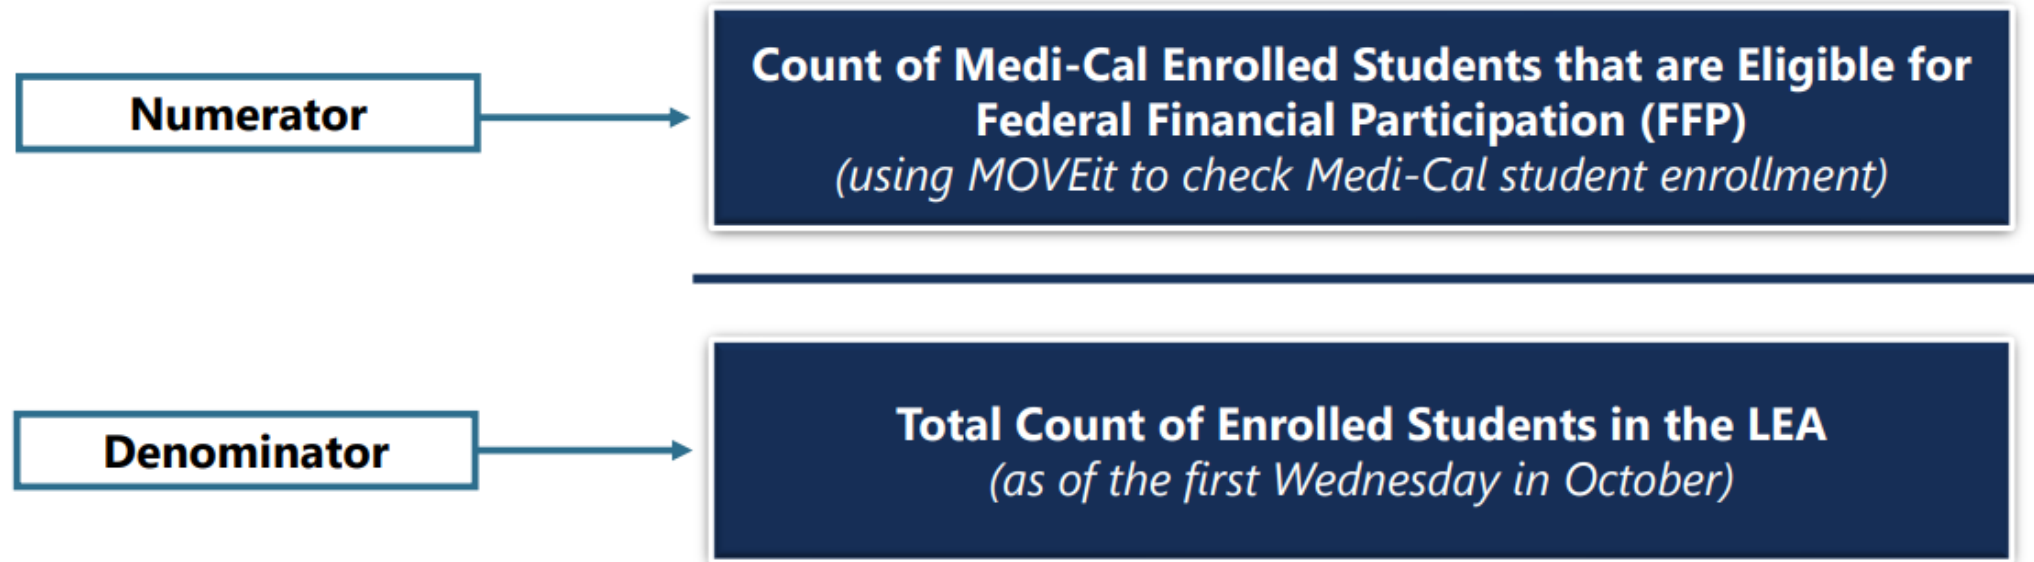 Numerator
Count of Medi-Cal Enrolled Students that are Eligible for
Federal Financial Participation (FFP)
(using MOVEit to check Medi-Cal student enrollment)
Denominator
Total Count of Enrolled Students in the LEA
(as of the first Wednesday in October)